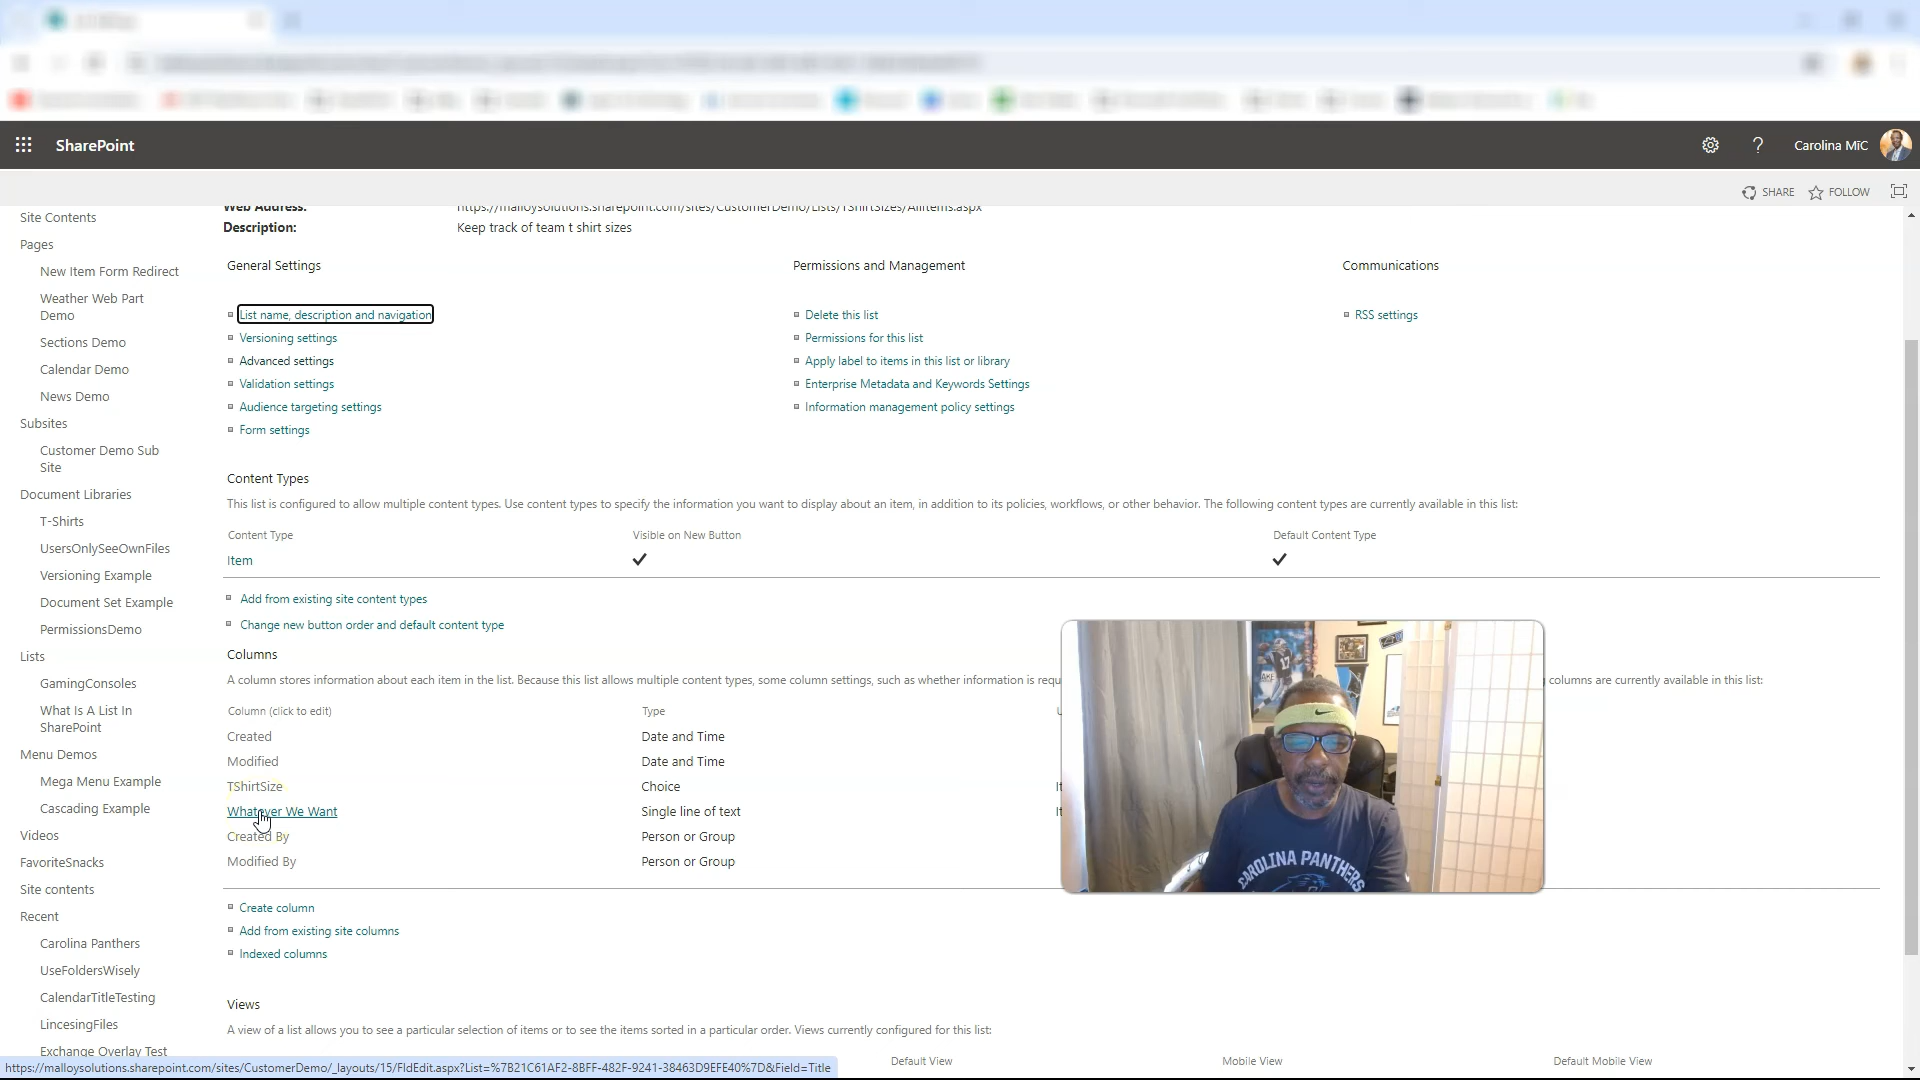 SharePoint
Carolina MiC
SHARE
FOLLOW
Site Contents
Pages
New Item Form Redirect
Weather Web Part
Demo
Sections Demo
Calendar Demo
News Demo
Subsites
Customer Demo Sub
Site
Document Libraries
T-Shirts
UsersOnlySeeOwnFiles
Versioning Example
Document Set Example
PermissionsDemo
Lists
GamingConsoles
What Is A List In
SharePoint
Menu Demos
Mega Menu Example
Cascading Example
Videos
FavoriteSnacks
Site contents
Recent
Carolina Panthers
UseFoldersWisely
CalendarTitleTesting
LincesingFiles
Exchange Overlay Test
Web Address: https://malloysolutions.sharepoint.com/sites/CustomerDemo/Lists/TShirtSizes/AllItems.aspx
Description: Keep track of team t shirt sizes
General Settings
List name, description and navigation
Versioning settings
Advanced settings
Validation settings
Audience targeting settings
Form settings
Permissions and Management
Delete this list
Permissions for this list
Apply label to items in this list or library
Enterprise Metadata and Keywords Settings
Information management policy settings
Communications
RSS settings
Content Types
This list is configured to allow multiple content types. Use content types to specify the information you want to display about an item, in addition to its policies, workflows, or other behavior. The following content types are currently available in this list:
Content Type Visible on New Button Default Content Type
Item
Add from existing site content types
Change new button order and default content type
Columns
A column stores information about each item in the list. Because this list allows multiple content types, some column settings, such as whether information is requ columns are currently available in this list:
Column (click to edit) Type
Created Date and Time
Modified Date and Time
TShirtSize Choice It
Whatever We Want Single line of text It
Created By Person or Group
Modified By Person or Group
Create column
Add from existing site columns
Indexed columns
Views
A view of a list allows you to see a particular selection of items or to see the items sorted in a particular order. Views currently configured for this list:
Default View Mobile View Default Mobile View
https://malloysolutions.sharepoint.com/sites/CustomerDemo/_layouts/15/FldEdit.aspx?List=%7B21C61AF2-8BFF-482F-9241-38463D9EFE40%7D&Field=Title
17
CAROLINA PANTHERS